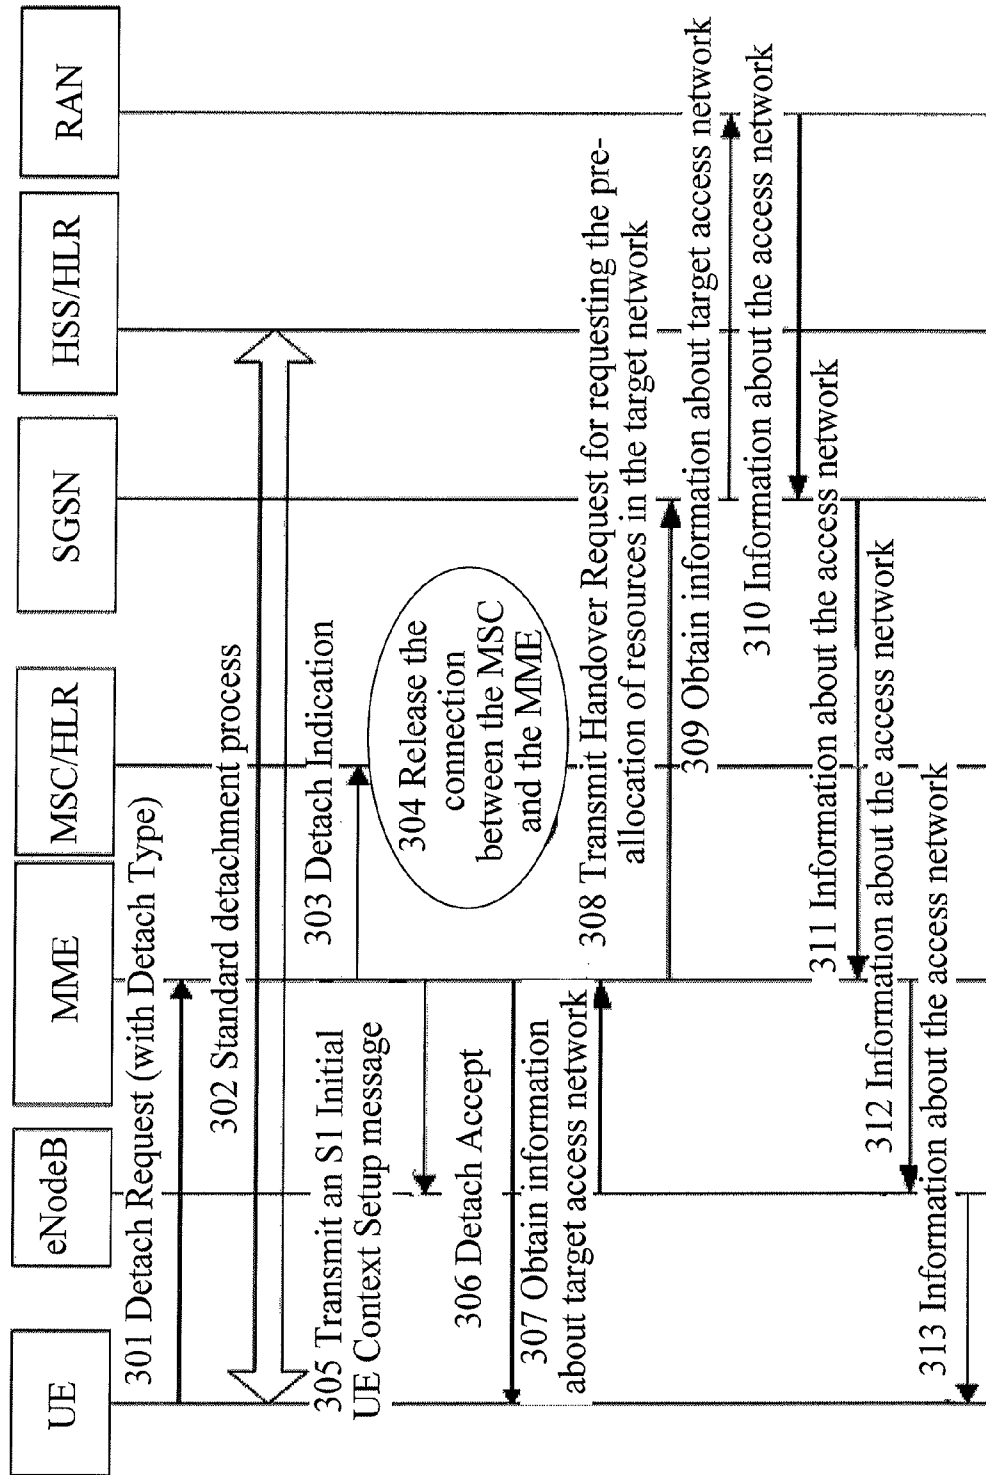 UE
eNodeB
MME
MSC/HLR
SGSN
HSS/HLR
RAN
301 Detach Request (with Detach Type)
302 Standard detachment process
303 Detach Indication
304 Release the
connection
between the MSC
and the MME
305 Transmit an S1 Initial
UE Context Setup message
306 Detach Accept
307 Obtain information
about target access network
308 Transmit Handover Request for requesting the pre-
allocation of resources in the target network
309 Obtain information about target access network
310 Information about the access network
311 Information about the access network
312 Information about the access network
313 Information about the access network